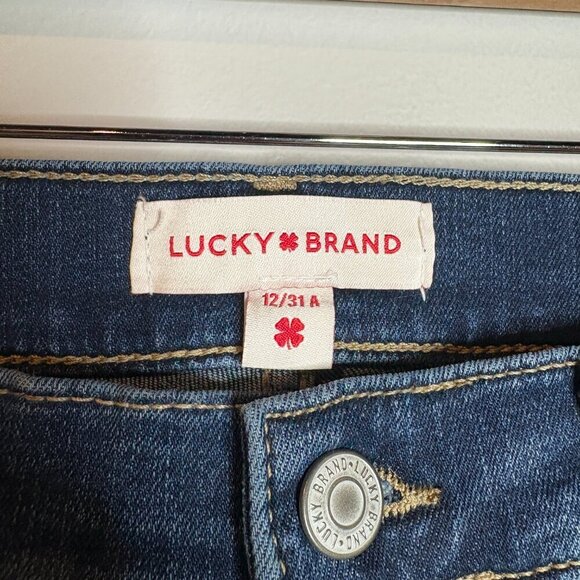 LUCKY BRAND
12/31 A
LUCKY BRAND • LUCKY BRAND •